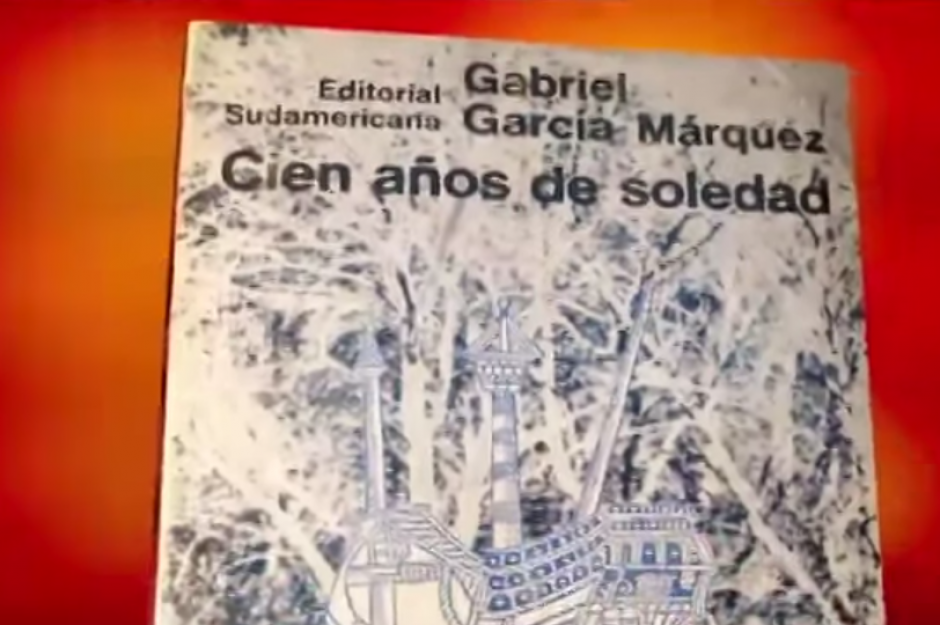 Editorial
Sudamericana
Gabriel
García Márquez
Cien años de soledad